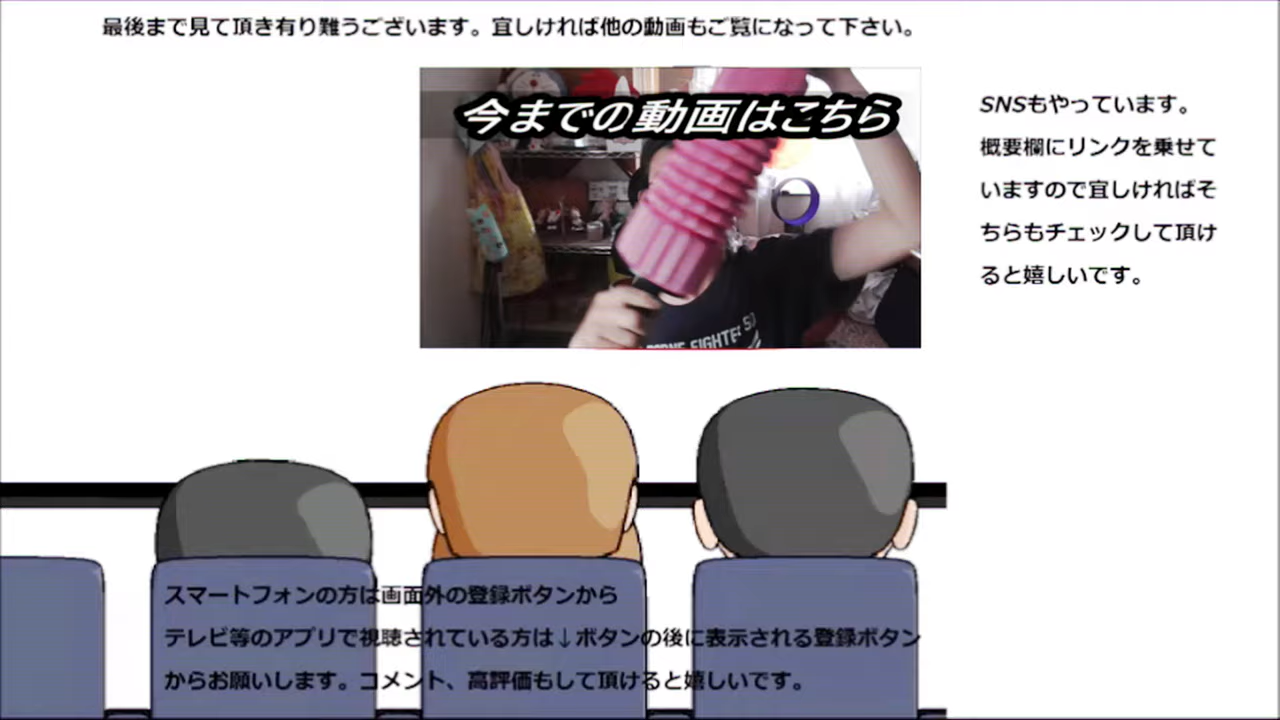 最後まで見て頂き有り難うございます。宜しければ他の動画もご覧になって下さい。
今までの動画はこちら
SNSもやっています。
概要欄にリンクを乗せて
いますので宜しければそ
ちらもチェックして頂け
ると嬉しいです。
FIGHTER
スマートフォンの方は画面外の登録ボタンから
テレビ等のアプリで視聴されている方は↓ボタンの後に表示される登録ボタン
からお願いします。コメント、高評価もして頂けると嬉しいです。